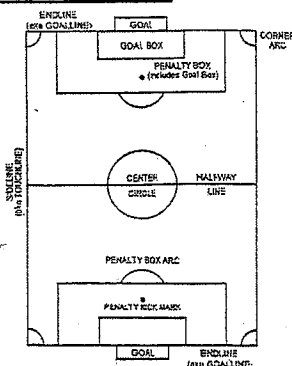 ENDLINE
(aka GOALLINE)
GOAL
GOAL BOX
CORNER
ARC
PENALTY BOX
(includes Goal Box)
SIDELINE
(aka TOUCHLINE)
CENTER
CIRCLE
HALFWAY
LINE
PENALTY BOX ARC
PENALTY KICK MARK
GOAL
ENDLINE
(aka GOALLINE)